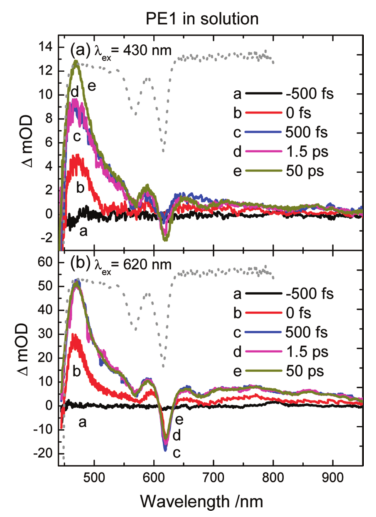 PE1 in solution
(a) λex = 430 nm
14
12
10
8
6
4
2
0
-2
Δ mOD
a -500 fs
b 0 fs
c 500 fs
d 1.5 ps
e 50 ps
e
d
c
b
a
(b) λex = 620 nm
60
50
40
30
20
10
0
-10
-20
Δ mOD
a -500 fs
b 0 fs
c 500 fs
d 1.5 ps
e 50 ps
b
a
e
d
c
500 600 700 800 900
Wavelength /nm